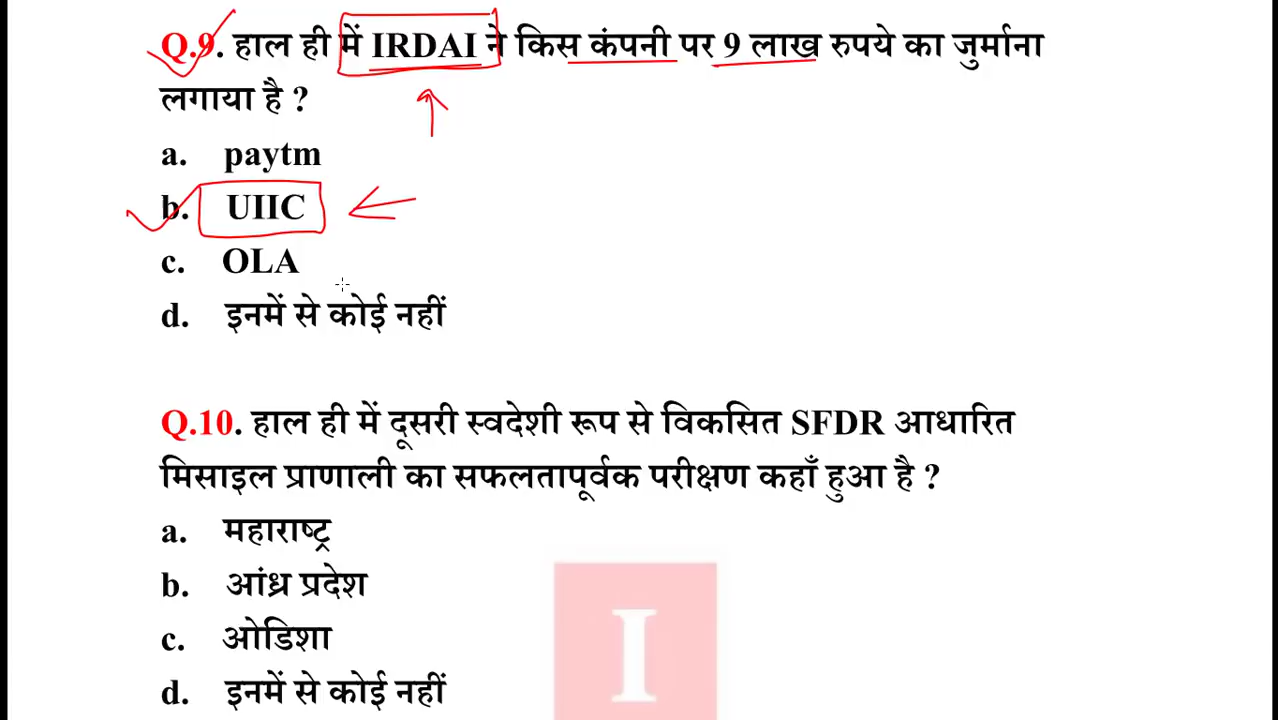 Q.9. हाल ही में IRDAI ने किस कंपनी पर 9 लाख रुपये का जुर्माना
लगाया है ?
a. paytm
b. UIIC
c. OLA
d. इनमें से कोई नहीं
Q.10. हाल ही में दूसरी स्वदेशी रूप से विकसित SFDR आधारित
मिसाइल प्राणाली का सफलतापूर्वक परीक्षण कहाँ हुआ है ?
a. महाराष्ट्र
b. आंध्र प्रदेश
c. ओडिशा
d. इनमें से कोई नहीं
I